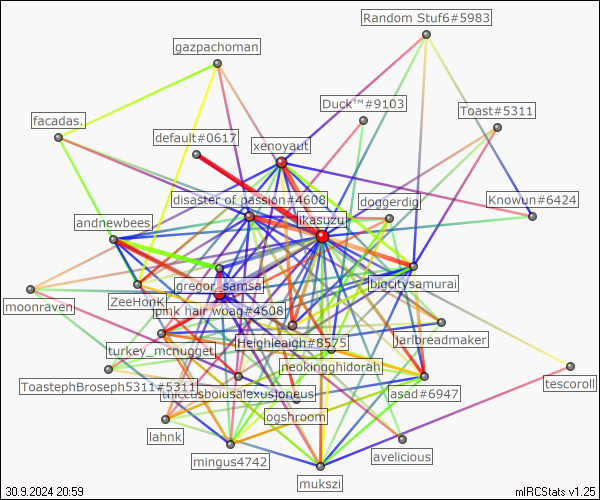 Random Stuf6#5983
gazpachoman
Duck™#9103
Toast#5311
facadas.
default#0617
xenoyaut
disaster of passion#4608
doggerdig
Knowun#6424
andnewbees
likasuzu
gregor_samsa
bigcitysamurai
moonraven
ZeeHonK
pink hair woag#4608
turkey_mcnugget
Heighleaigh#8575
jarlbreadmaker
neokingghidorah
ToastephBroseph5311#5311
asad#6947
tescoroll
ogshroom
lahnk
mingus4742
avelicious
mukszi
30.9.2024 20:59
mIRCStats v1.25